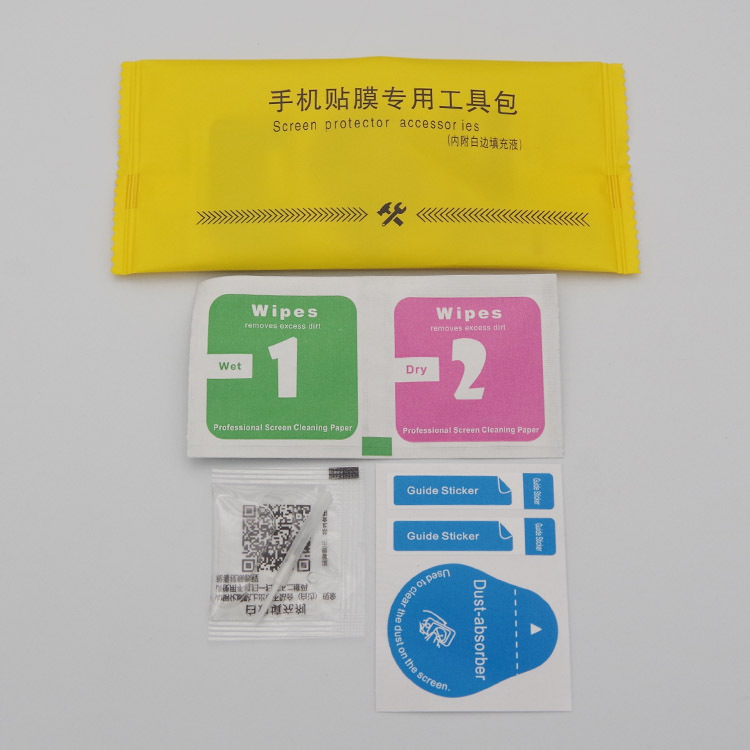 手机贴膜专用工具包
Screen protector accessories
(内附白边填充液)
Wipes
removes excess dirt
Wet
1
Professional Screen Cleaning Paper
Wipes
removes excess dirt
Dry
2
Professional Screen Cleaning Paper
Guide Sticker
Guide Sticker
Guide Sticker
Guide Sticker
Used to clear the dust on the screen.
Dust-absorber